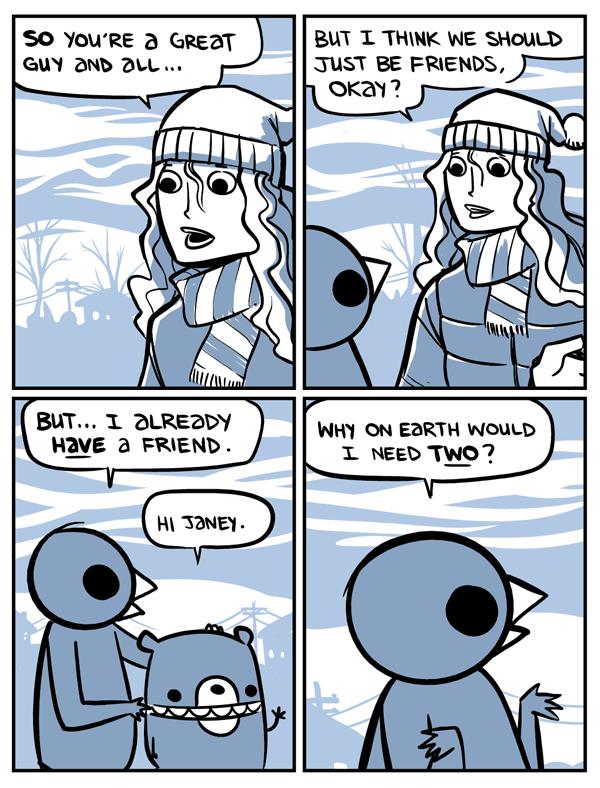 SO YOU'RE A GREAT
GUY AND ALL...
BUT I THINK WE SHOULD
JUST BE FRIENDS,
OKAY?
BUT... I ALREADY
HAVE A FRIEND.
HI JANEY.
WHY ON EARTH WOULD
I NEED TWO?